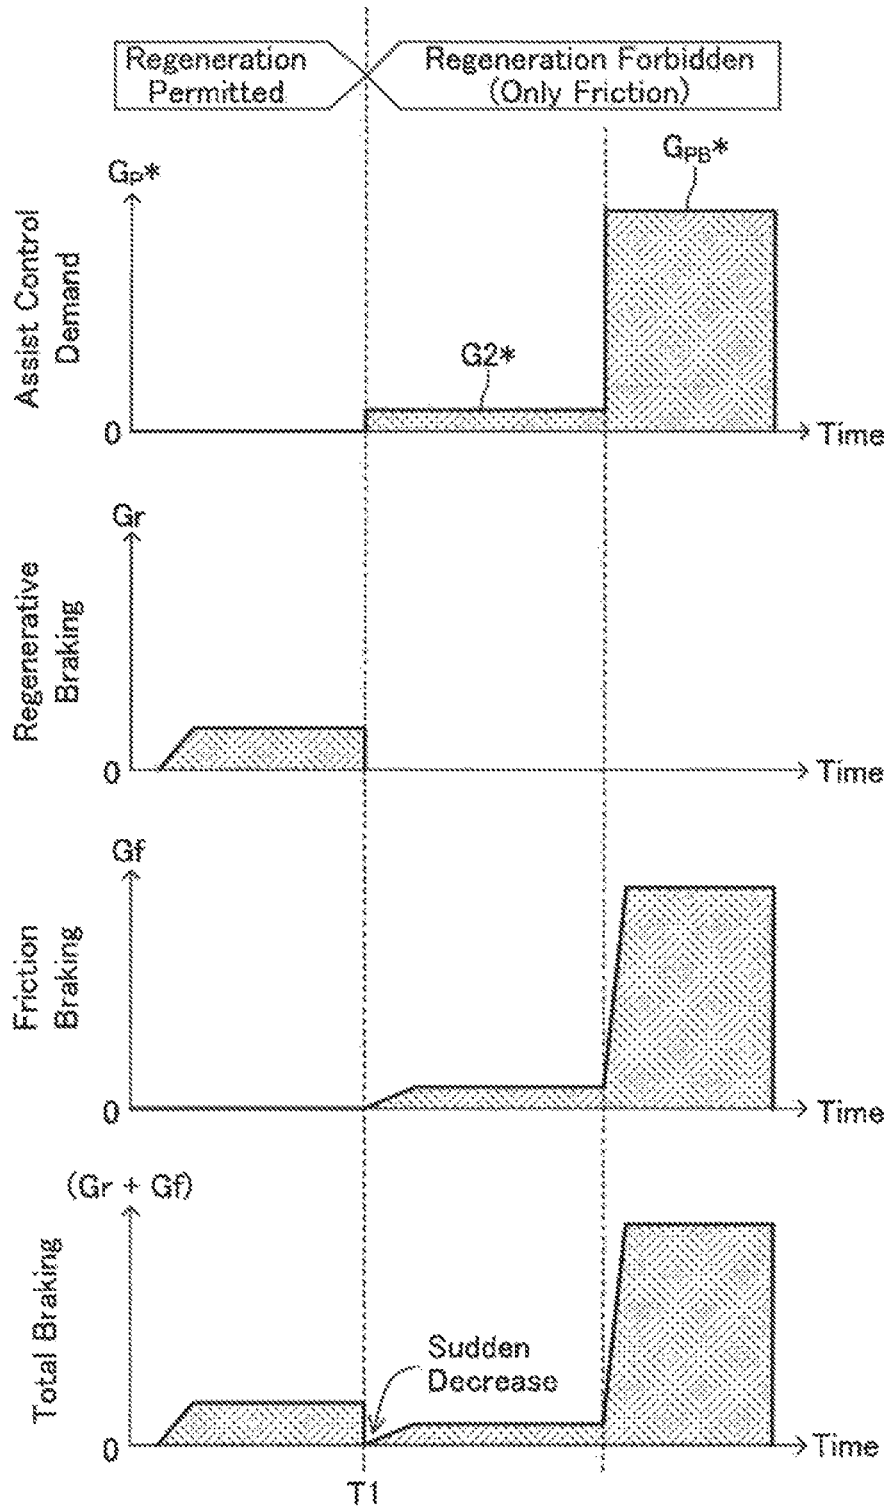 Regeneration
Permitted
Regeneration Forbidden
(Only Friction)
GP*
GPB*
Assist Control
Demand
G2*
0
Time
Gr
Regenerative
Braking
0
Time
Gf
Friction
Braking
0
Time
(Gr + Gf)
Total Braking
Sudden
Decrease
0
Time
T1